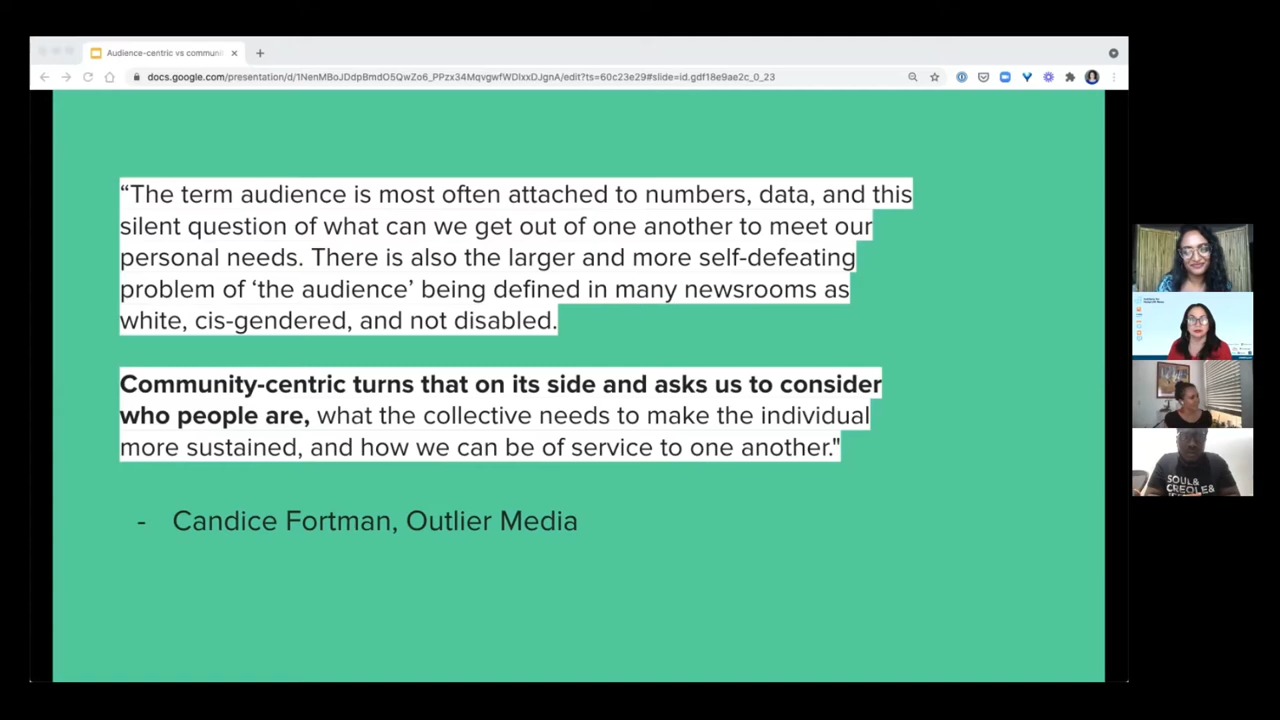 Audience-centric vs communi
docs.google.com/presentation/d/1NenMBoJDdpBmdO5QwZo6_PPzx34MqvgwfWDIxxDJgnA/edit?ts=60c23e29#slide=id.gdf18e9ae2c_0_23
“The term audience is most often attached to numbers, data, and this
silent question of what can we get out of one another to meet our
personal needs. There is also the larger and more self-defeating
problem of ‘the audience’ being defined in many newsrooms as
white, cis-gendered, and not disabled.
Community-centric turns that on its side and asks us to consider
who people are, what the collective needs to make the individual
more sustained, and how we can be of service to one another."
- Candice Fortman, Outlier Media
SOUL&
CREOLE&